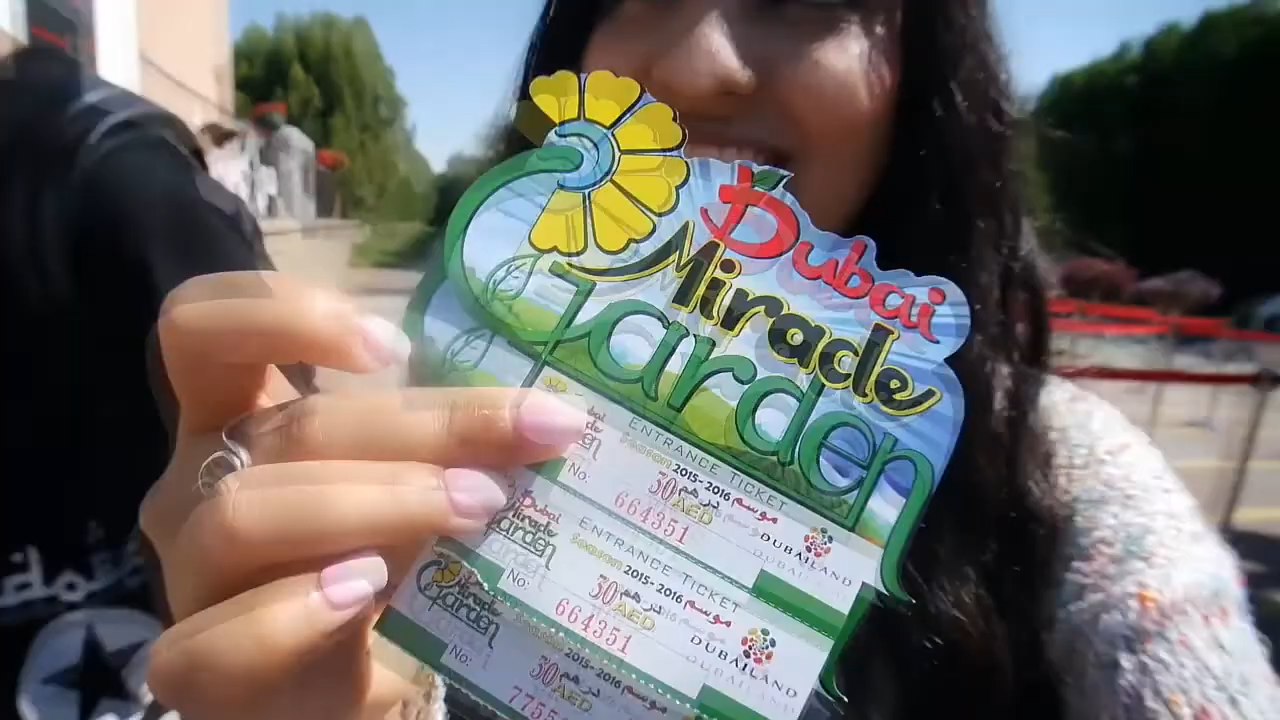 Dubai
Miracle
Garden
ENTRANCE TICKET
Season 2015-2016 موسم
30 درهم
AED
No: 664351
DUBAILAND
Dubai
Miracle
Garden
ENTRANCE TICKET
Season 2015-2016 موسم
30 درهم
AED
No: 664351
DUBAILAND
Miracle
Garden
2015-2016 موسم
30 درهم
AED
No: 775